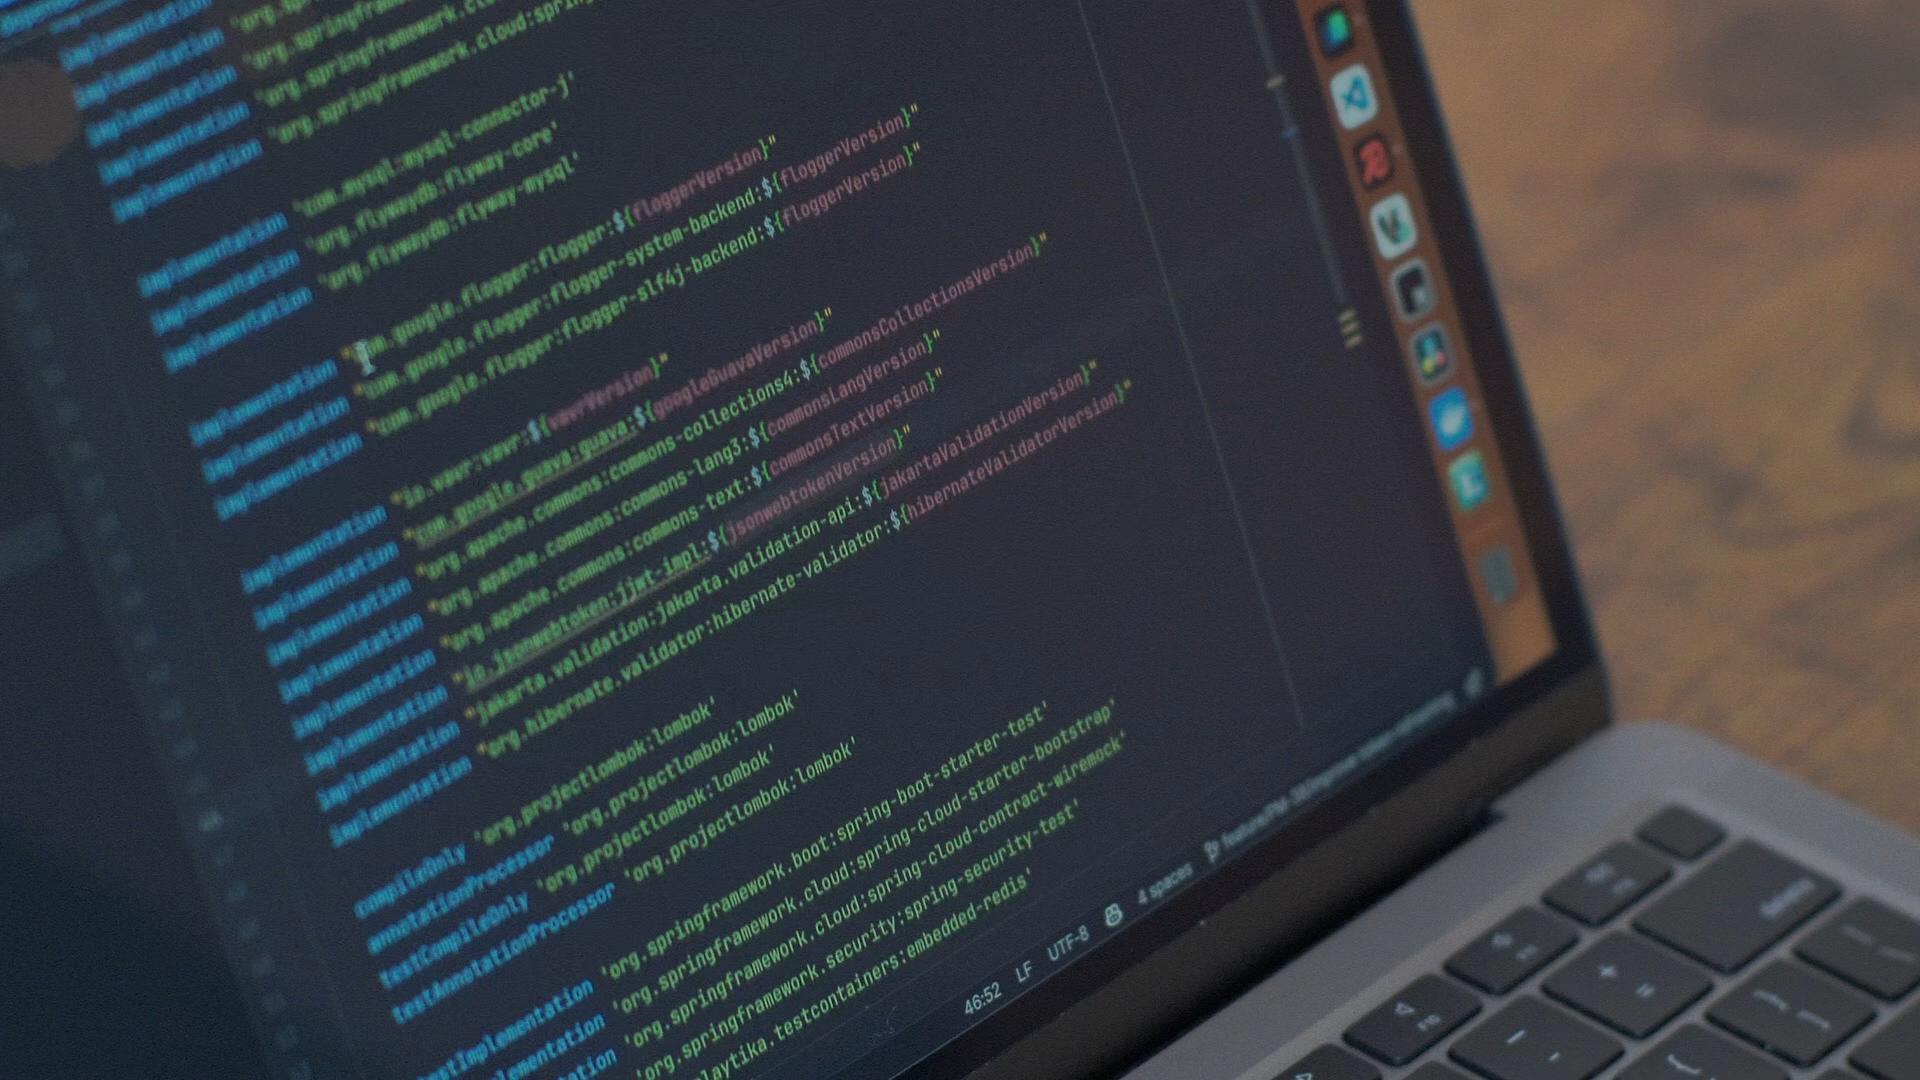 implementation 'org.springframework.
implementation 'org.springframework.cloud:spring
implementation 'com.mysql:mysql-connector-j'
implementation 'org.flywaydb:flyway-core'
implementation 'org.flywaydb:flyway-mysql'
implementation "com.google.flogger:flogger:${floggerVersion}"
implementation "com.google.flogger:flogger-system-backend:${floggerVersion}"
implementation "com.google.flogger:flogger-slf4j-backend:${floggerVersion}"
implementation "io.vavr:vavr:${vavrVersion}"
implementation "com.google.guava:guava:${googleGuavaVersion}"
implementation "org.apache.commons:commons-collections4:${commonsCollectionsVersion}"
implementation "org.apache.commons:commons-lang3:${commonsLangVersion}"
implementation "org.apache.commons:commons-text:${commonsTextVersion}"
implementation "io.jsonwebtoken:jjwt-impl:${jsonwebtokenVersion}"
implementation "jakarta.validation:jakarta.validation-api:${jakartaValidationVersion}"
implementation "org.hibernate.validator:hibernate-validator:${hibernateValidatorVersion}"
compileOnly 'org.projectlombok:lombok'
annotationProcessor 'org.projectlombok:lombok'
testCompileOnly 'org.projectlombok:lombok'
testAnnotationProcessor 'org.projectlombok:lombok'
testImplementation 'org.springframework.boot:spring-boot-starter-test'
ementation 'org.springframework.cloud:spring-cloud-starter-bootstrap'
ntation 'org.springframework.cloud:spring-cloud-contract-wiremock'
'org.springframework.security:spring-security-test'
laytika.testcontainers:embedded-redis'
46:52 LF UTF-8 4 spaces
delete